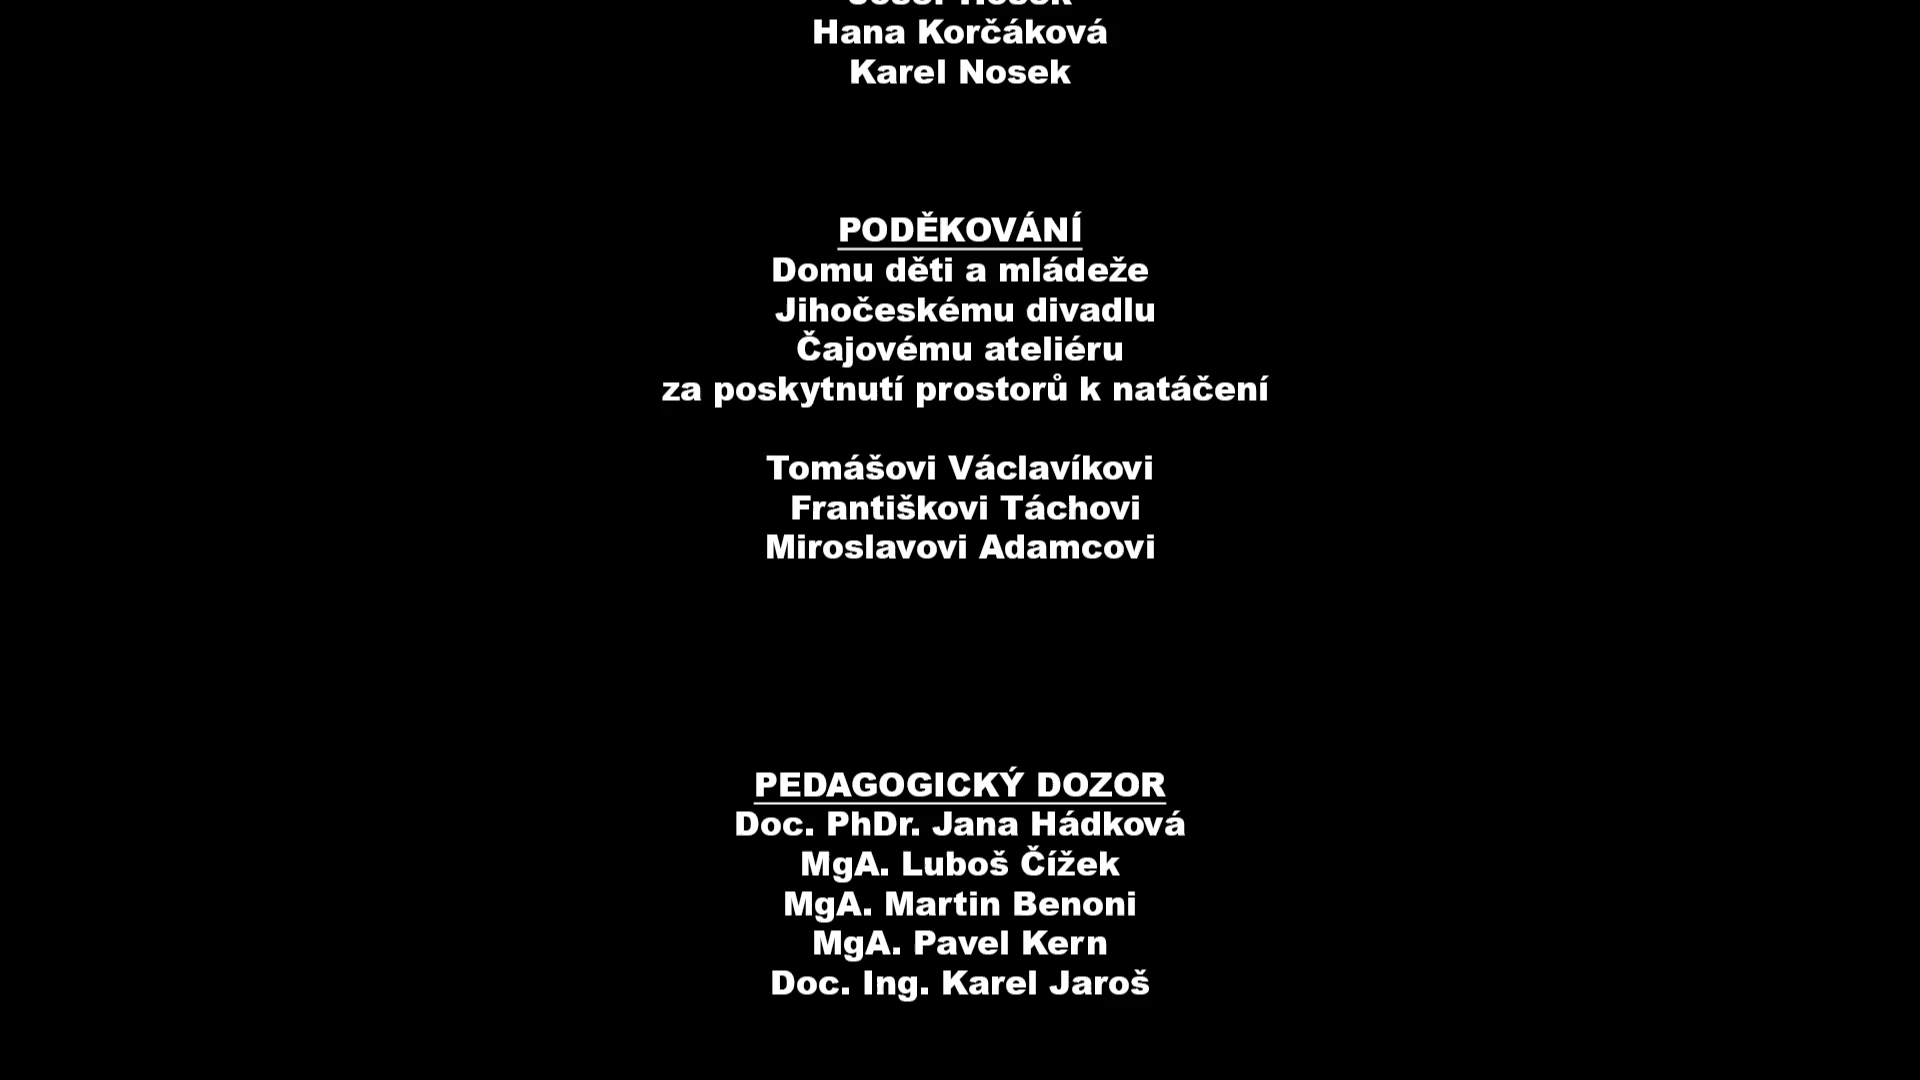 Hana Korčáková
Karel Nosek
PODĚKOVÁNÍ
Domu děti a mládeže
Jihočeskému divadlu
Čajovému ateliéru
za poskytnutí prostorů k natáčení
Tomášovi Václavíkovi
Františkovi Táchovi
Miroslavovi Adamcovi
PEDAGOGICKÝ DOZOR
Doc. PhDr. Jana Hádková
MgA. Luboš Čížek
MgA. Martin Benoni
MgA. Pavel Kern
Doc. Ing. Karel Jaroš